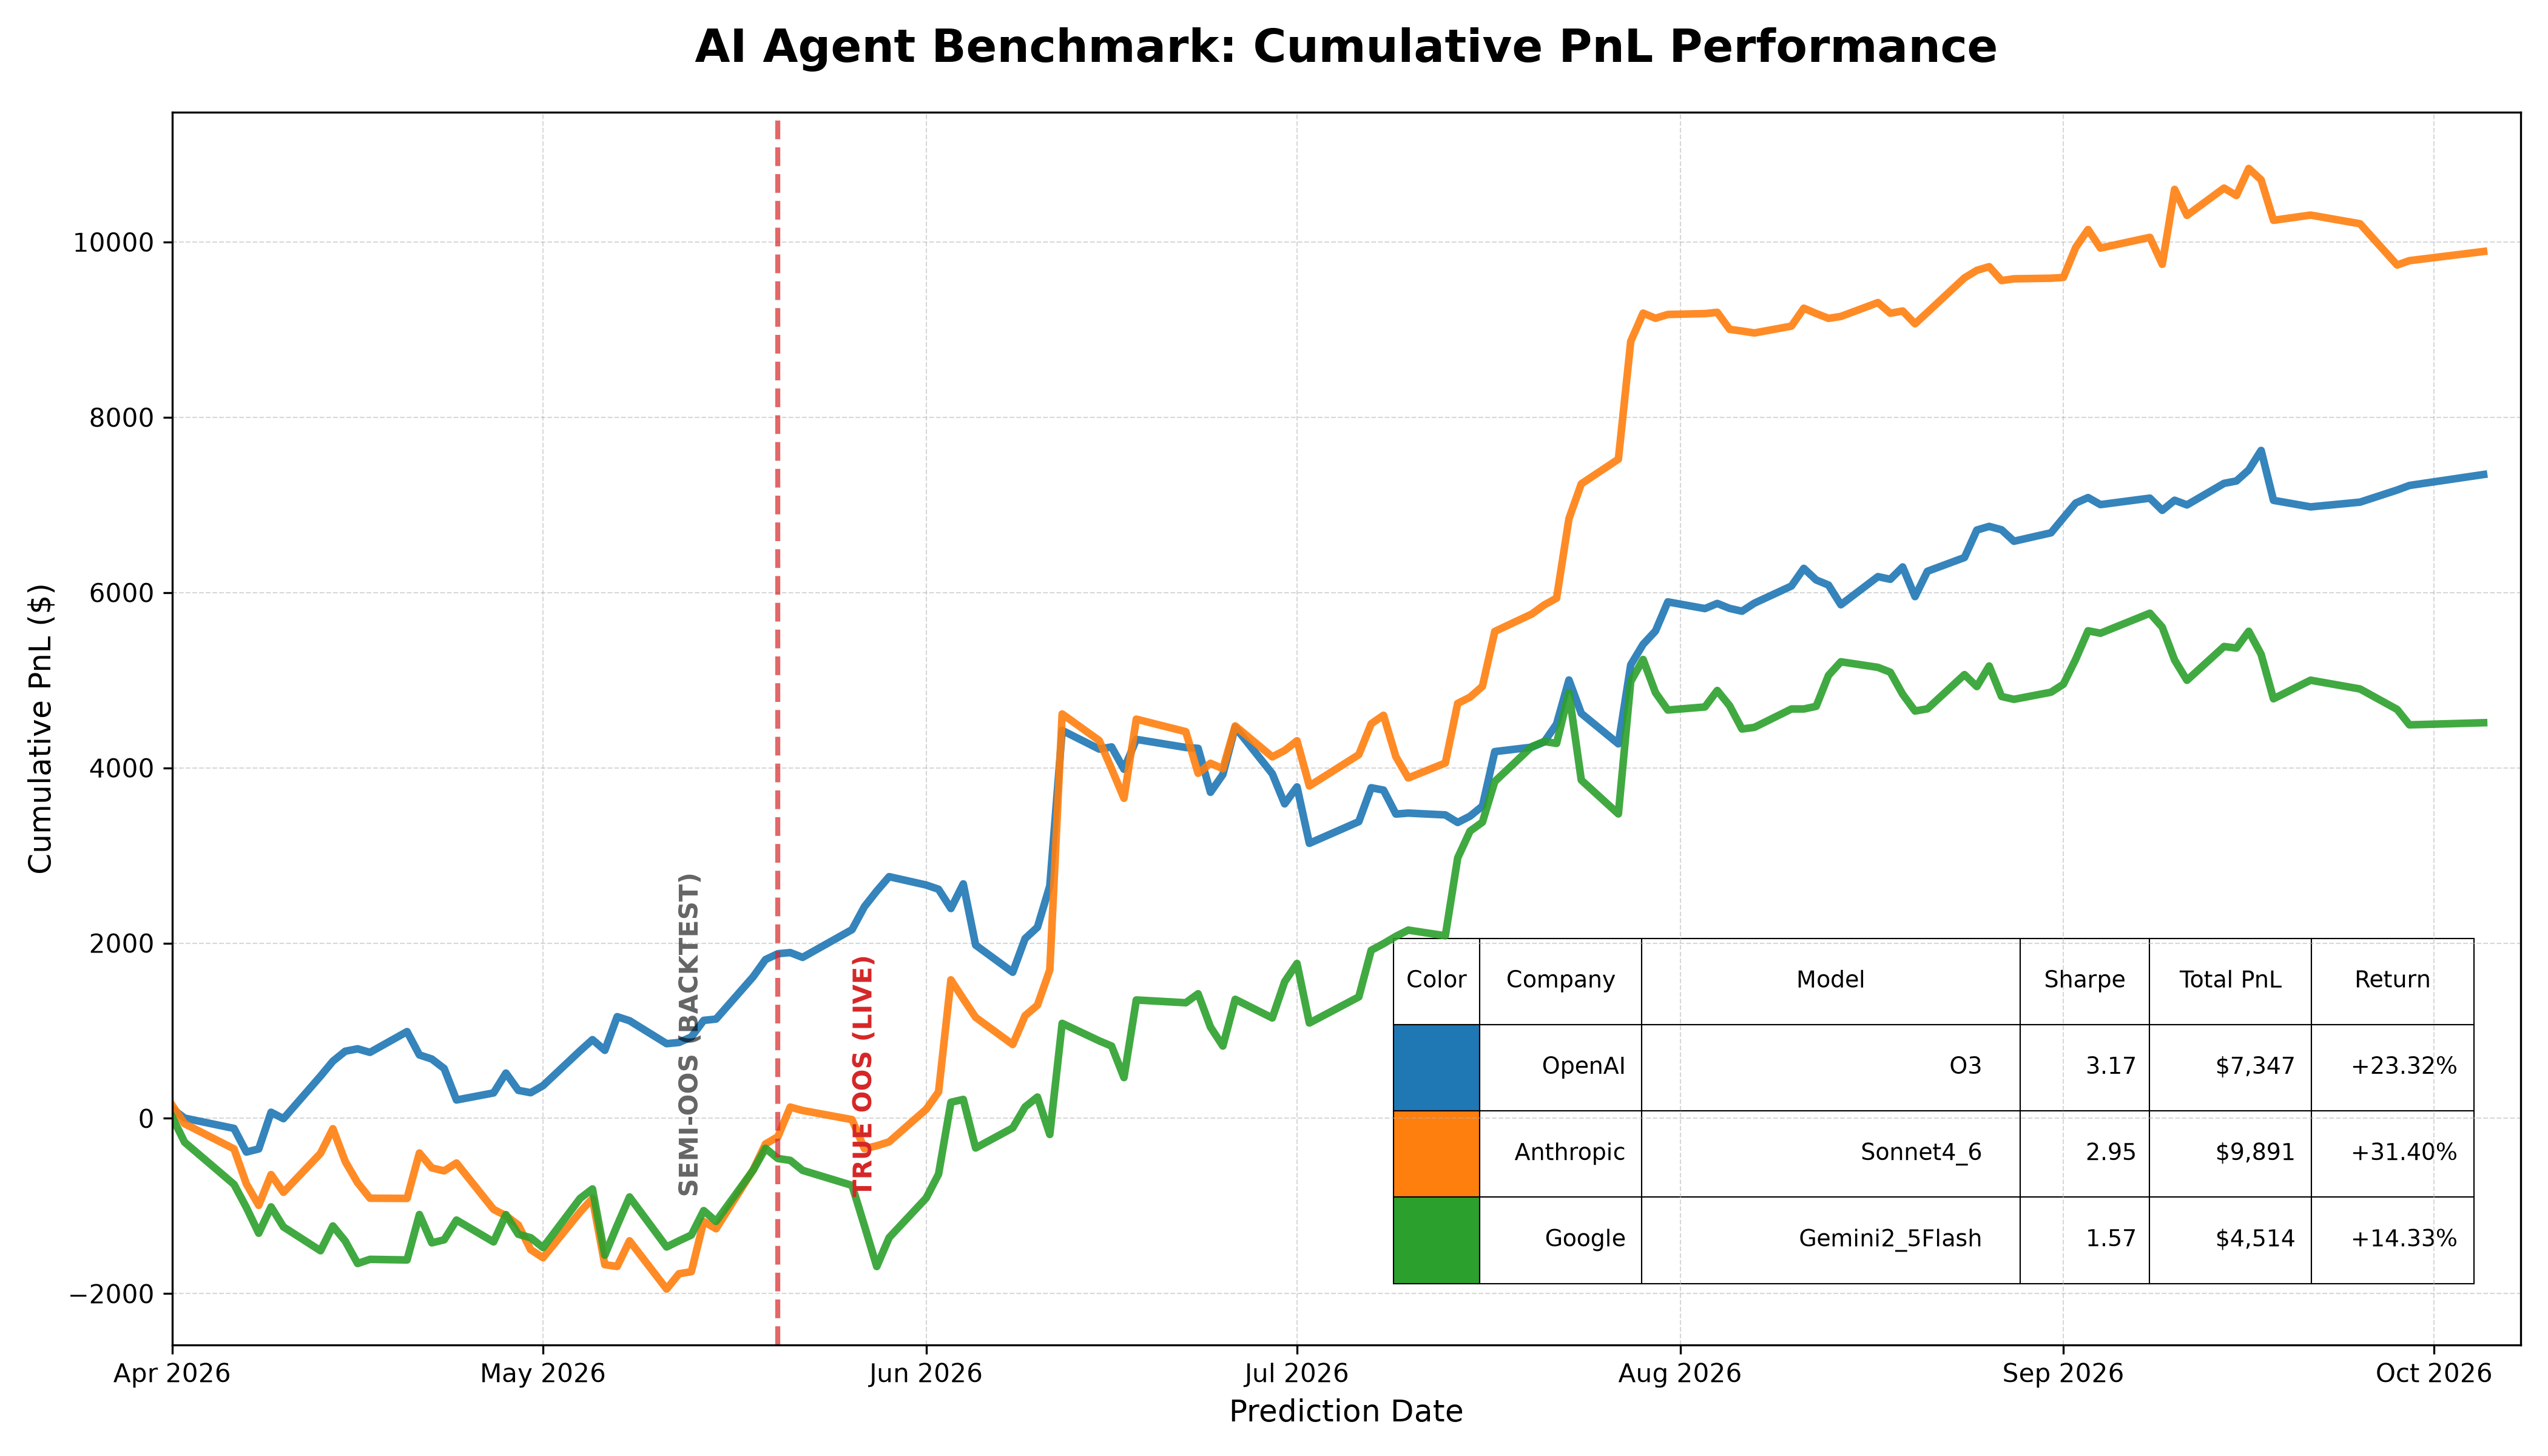 AI Agent Benchmark: Cumulative PnL Performance
Cumulative PnL ($)
10000
8000
6000
4000
2000
0
−2000
SEMI-OOS (BACKTEST)
TRUE OOS (LIVE)
Color Company Model Sharpe Total PnL Return
OpenAI O3 3.17 $7,347 +23.32%
Anthropic Sonnet4_6 2.95 $9,891 +31.40%
Google Gemini2_5Flash 1.57 $4,514 +14.33%
Apr 2026 May 2026 Jun 2026 Jul 2026 Aug 2026 Sep 2026 Oct 2026
Prediction Date